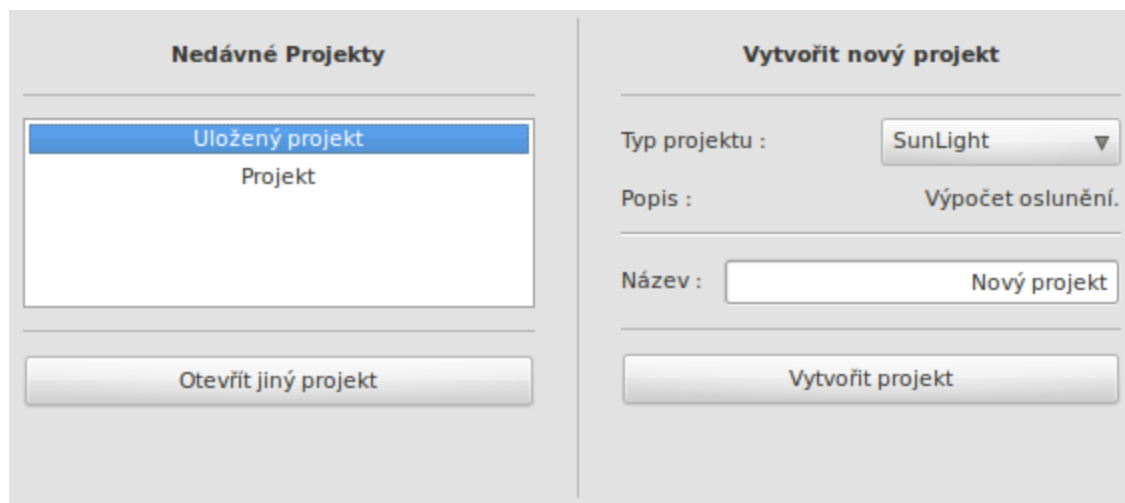 Nedávné Projekty
Uložený projekt
Projekt
Otevřít jiný projekt
Vytvořit nový projekt
Typ projektu : SunLight
Popis : Výpočet oslunění.
Název : Nový projekt
Vytvořit projekt